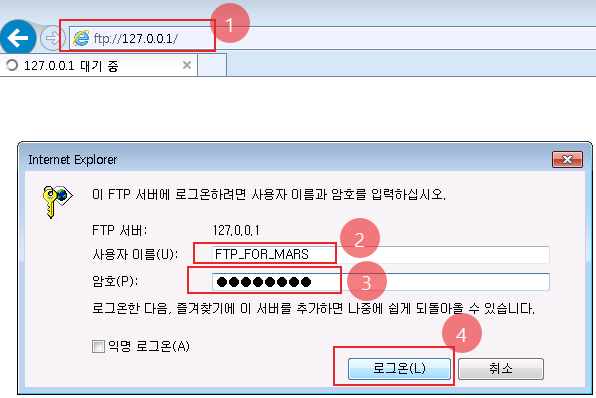 1
ftp://127.0.0.1/
127.0.0.1 대기 중
Internet Explorer
이 FTP 서버에 로그온하려면 사용자 이름과 암호를 입력하십시오.
FTP 서버: 127.0.0.1
2
사용자 이름(U): FTP_FOR_MARS
암호(P): ●●●●●●●● 3
로그온한 다음, 즐겨찾기에 이 서버를 추가하면 나중에 쉽게 되돌아올 수 있습니다.
4
익명 로그온(A)
로그온(L) 취소